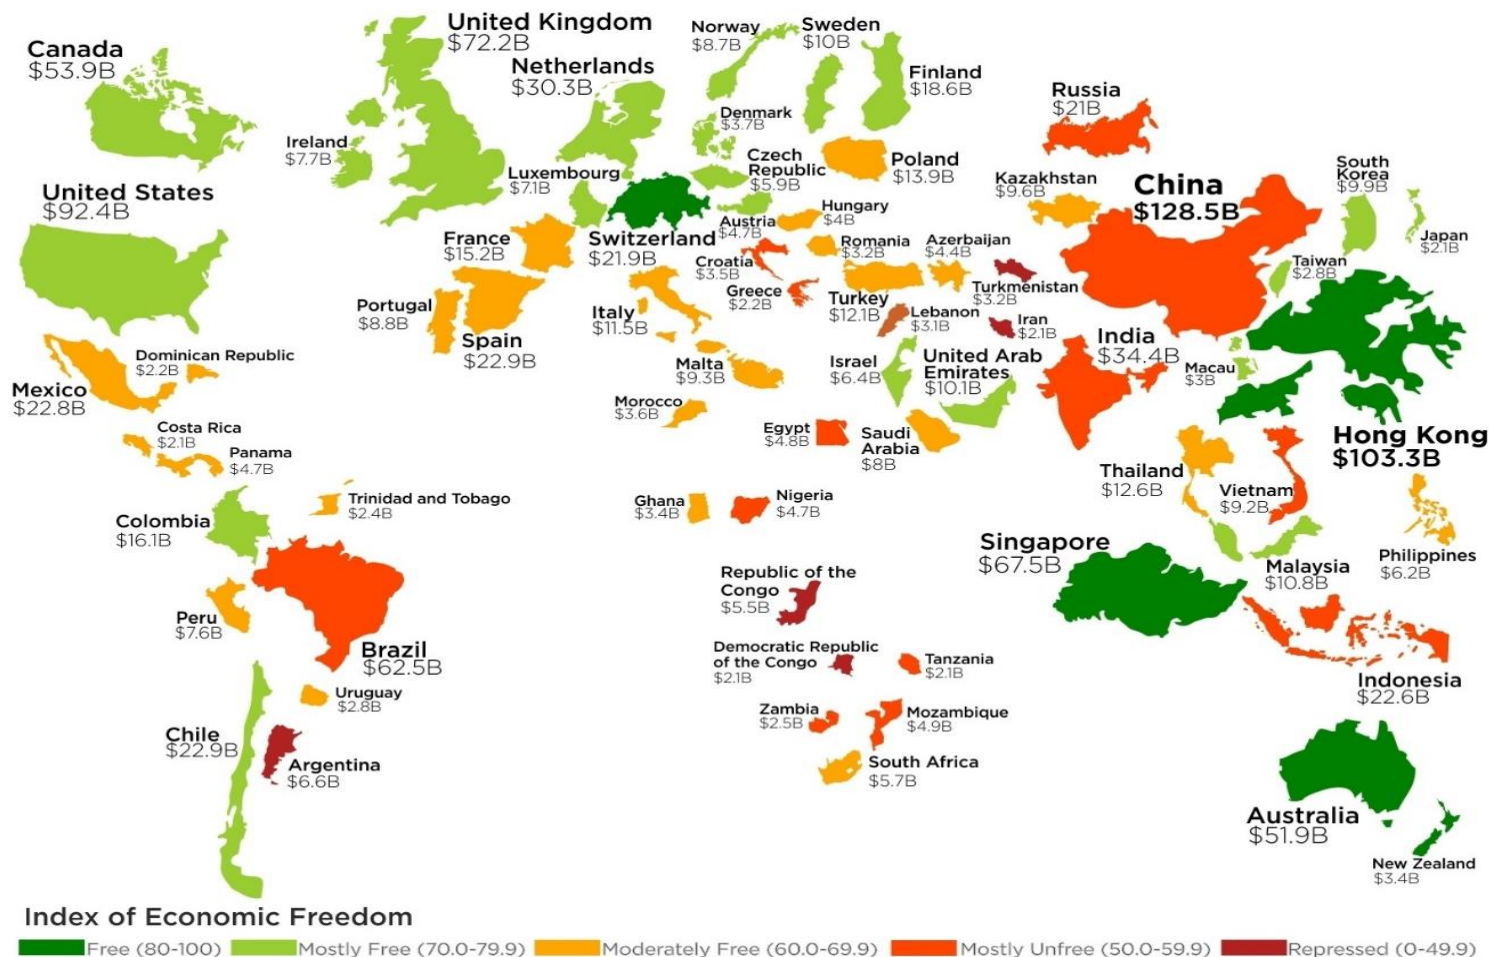 Canada
$53.9B
United Kingdom
$72.2B
Netherlands
$30.3B
Norway
$8.7B
Sweden
$10B
Finland
$18.6B
Denmark
$3.7B
Ireland
$7.7B
Luxembourg
$7.1B
Czech
Republic
$5.9B
Poland
$13.9B
Russia
$21B
Kazakhstan
$9.6B
China
$128.5B
South
Korea
$9.9B
Japan
$2.1B
United States
$92.4B
France
$15.2B
Switzerland
$21.9B
Austria
$4.7B
Hungary
$4B
Croatia
$3.5B
Romania
$3.2B
Azerbaijan
$4.4B
Greece
$2.2B
Turkey
$12.1B
Turkmenistan
$3.2B
Taiwan
$2.8B
Portugal
$8.8B
Spain
$22.9B
Italy
$11.5B
Lebanon
$3.1B
Iran
$2.1B
India
$34.4B
Macau
$3B
Mexico
$22.8B
Dominican Republic
$2.2B
Malta
$9.3B
Israel
$6.4B
United Arab
Emirates
$10.1B
Morocco
$3.6B
Egypt
$4.8B
Saudi
Arabia
$8B
Hong Kong
$103.3B
Costa Rica
$2.1B
Panama
$4.7B
Thailand
$12.6B
Vietnam
$9.2B
Trinidad and Tobago
$2.4B
Colombia
$16.1B
Ghana
$3.4B
Nigeria
$4.7B
Singapore
$67.5B
Malaysia
$10.8B
Philippines
$6.2B
Republic of the
Congo
$5.5B
Peru
$7.6B
Brazil
$62.5B
Democratic Republic
of the Congo
$2.1B
Tanzania
$2.1B
Indonesia
$22.6B
Uruguay
$2.8B
Zambia
$2.5B
Mozambique
$4.9B
Chile
$22.9B
Argentina
$6.6B
South Africa
$5.7B
Australia
$51.9B
New Zealand
$3.4B
Index of Economic Freedom
Free (80-100) Mostly Free (70.0-79.9) Moderately Free (60.0-69.9) Mostly Unfree (50.0-59.9) Repressed (0-49.9)